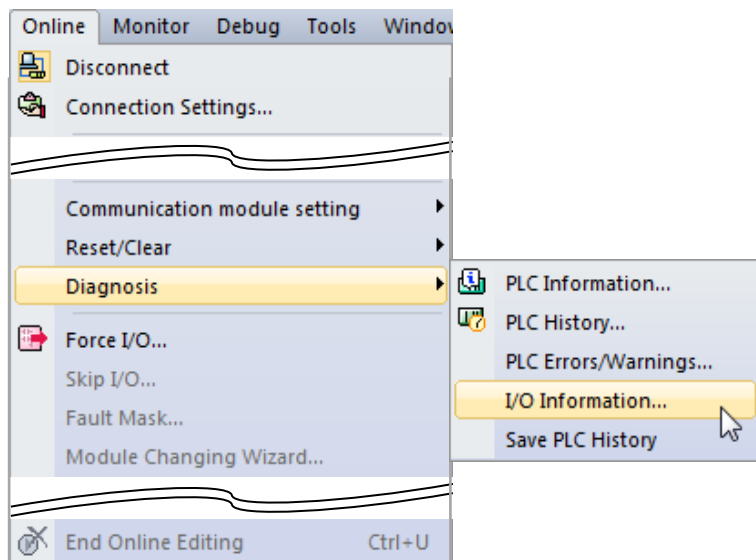 Online Monitor Debug Tools Window
Disconnect
Connection Settings...
Communication module setting
Reset/Clear
Diagnosis
PLC Information...
PLC History...
PLC Errors/Warnings...
I/O Information...
Save PLC History
Force I/O...
Skip I/O...
Fault Mask...
Module Changing Wizard...
End Online Editing Ctrl+U